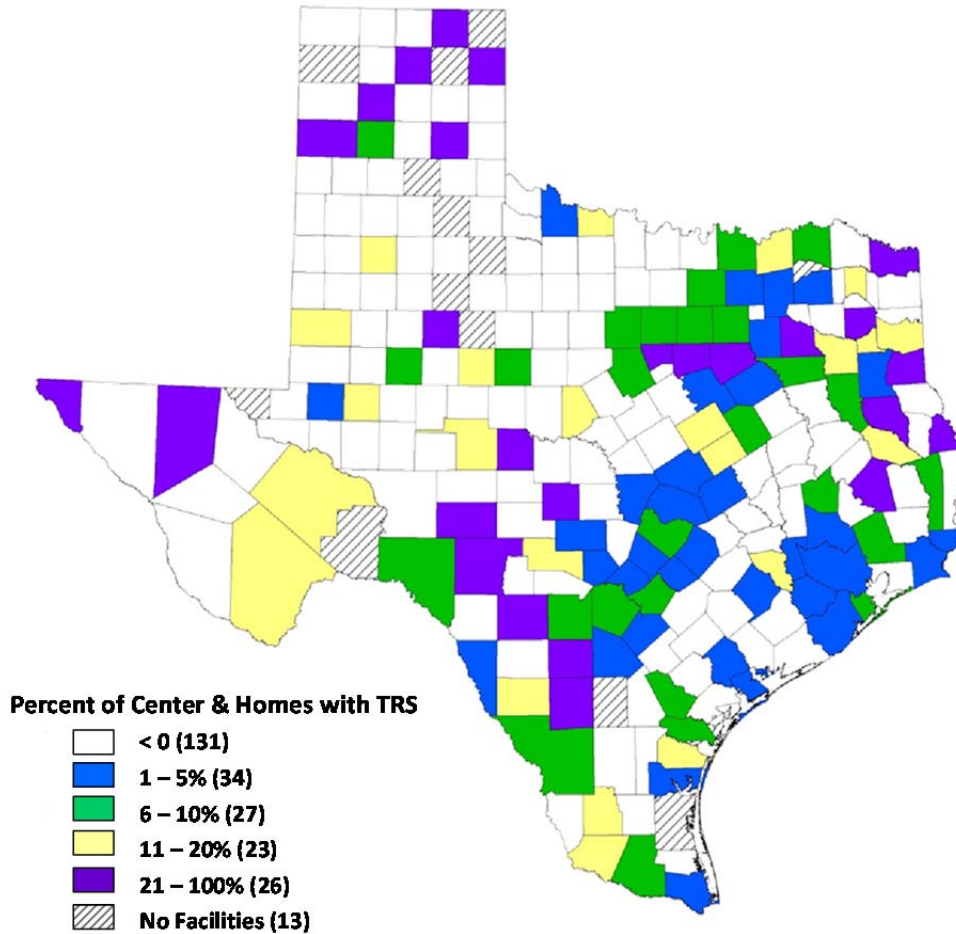 Percent of Center & Homes with TRS
< 0 (131)
1 – 5% (34)
6 – 10% (27)
11 – 20% (23)
21 – 100% (26)
No Facilities (13)